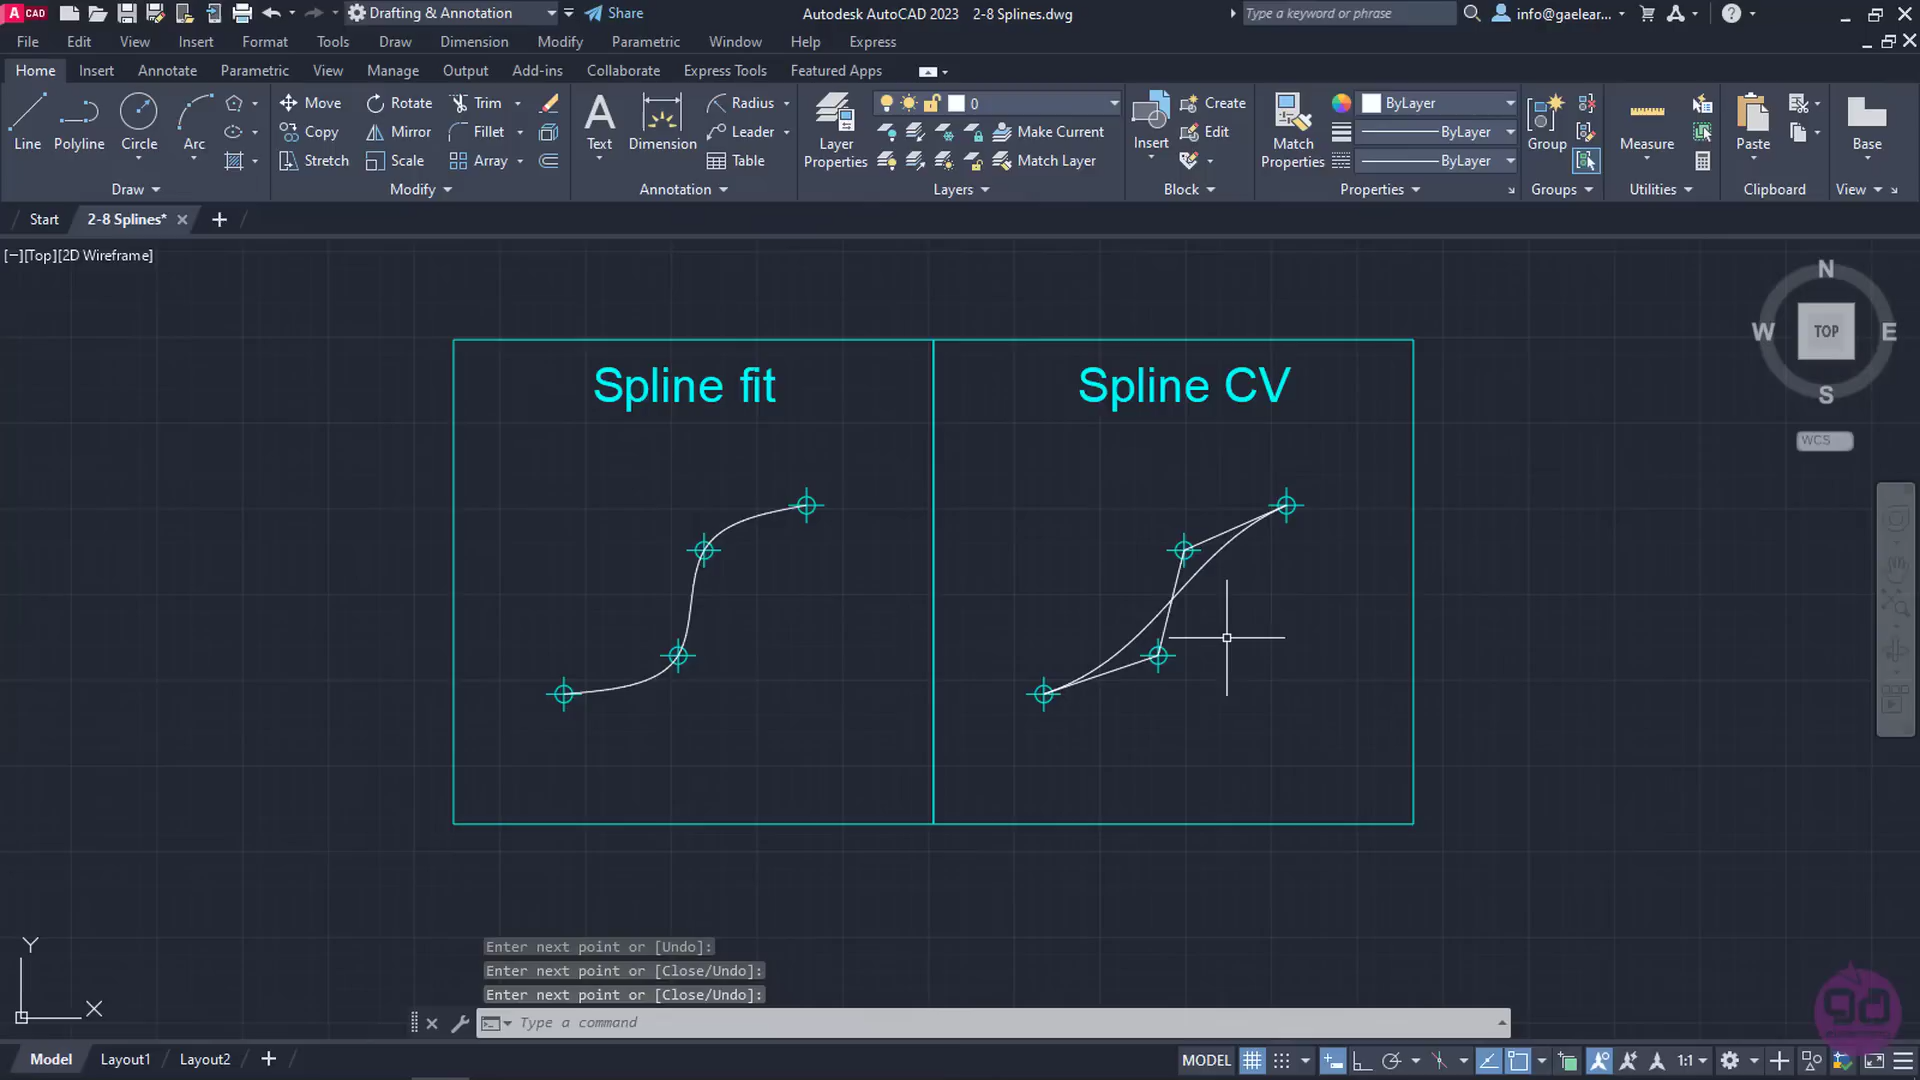 A CAD Drafting & Annotation Share Autodesk AutoCAD 2023 2-8 Splines.dwg Type a keyword or phrase info@gaelear...
File Edit View Insert Format Tools Draw Dimension Modify Parametric Window Help Express
Home Insert Annotate Parametric View Manage Output Add-ins Collaborate Express Tools Featured Apps
Move Rotate Trim Radius 0 Create ByLayer
Line Polyline Circle Arc Copy Mirror Fillet Text Dimension Leader Layer Properties Make Current Insert Edit Match Properties ByLayer Group Measure Paste Base
Stretch Scale Array Table Match Layer ByLayer
Draw Modify Annotation Layers Block Properties Groups Utilities Clipboard View
Start 2-8 Splines*
[−][Top][2D Wireframe]
N
W TOP E
S
WCS
Spline fit Spline CV
Y
X
Enter next point or [Undo]:
Enter next point or [Close/Undo]:
Enter next point or [Close/Undo]:
Type a command
gd
Model Layout1 Layout2 MODEL 1:1